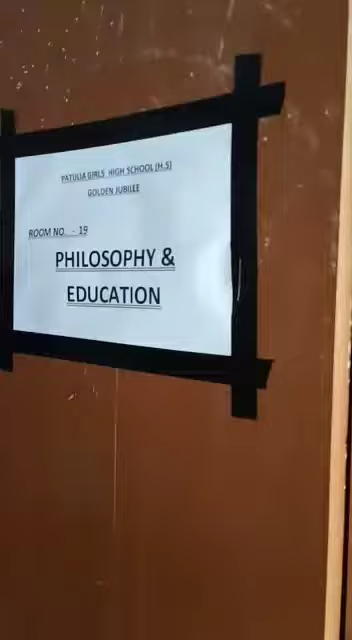 PATULIA GIRLS HIGH SCHOOL (H.S)
GOLDEN JUBILEE
ROOM NO. - 19
PHILOSOPHY &
EDUCATION